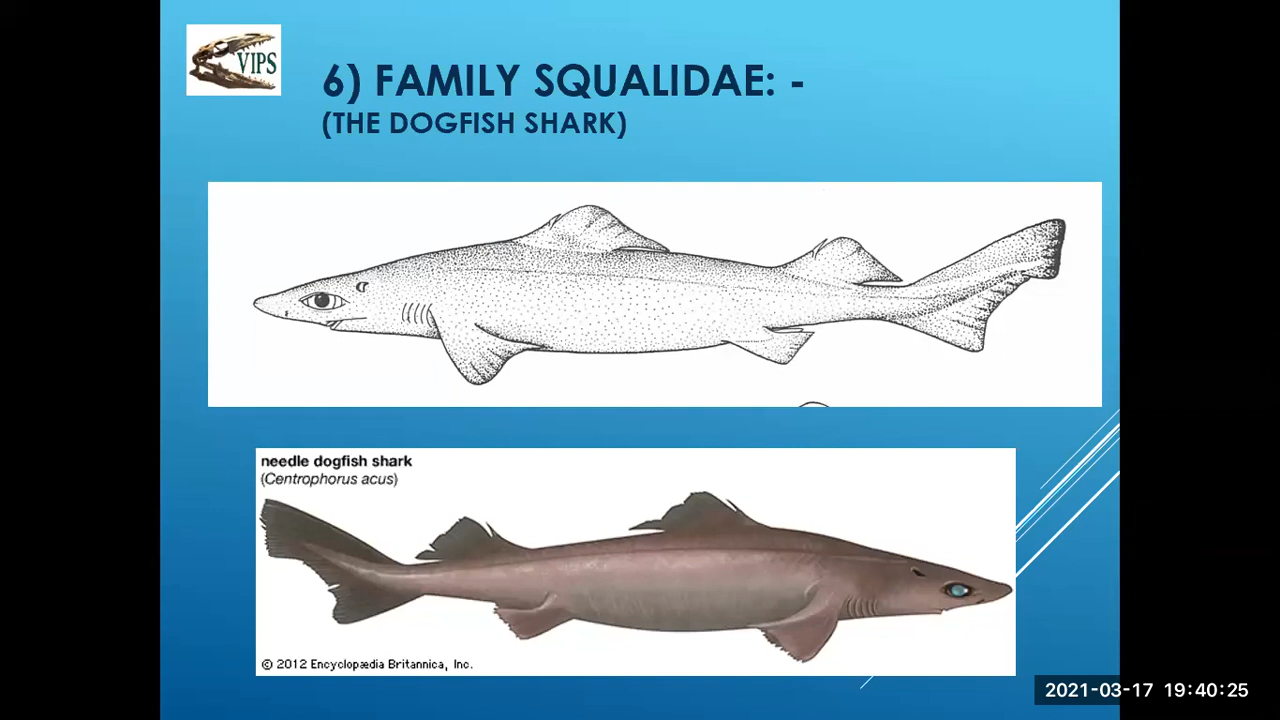 VIPS
6) FAMILY SQUALIDAE: -
(THE DOGFISH SHARK)
needle dogfish shark
(Centrophorus acus)
© 2012 Encyclopædia Britannica, Inc.
2021-03-17 19:40:25